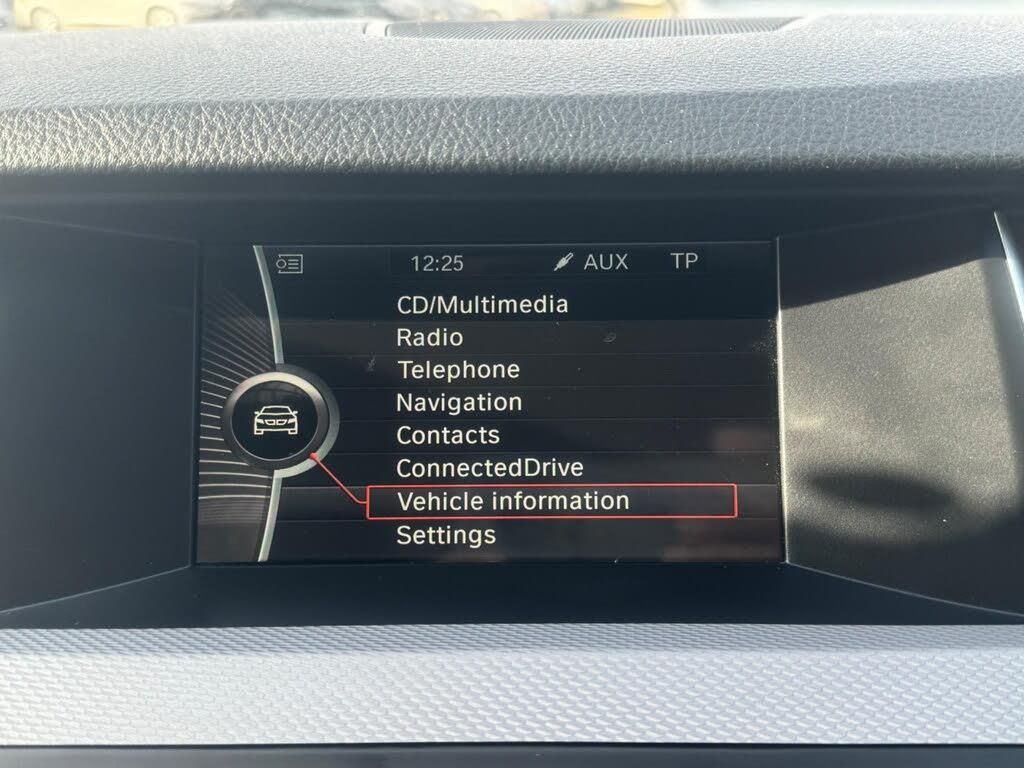 12:25 AUX TP
CD/Multimedia
Radio
Telephone
Navigation
Contacts
ConnectedDrive
Vehicle information
Settings